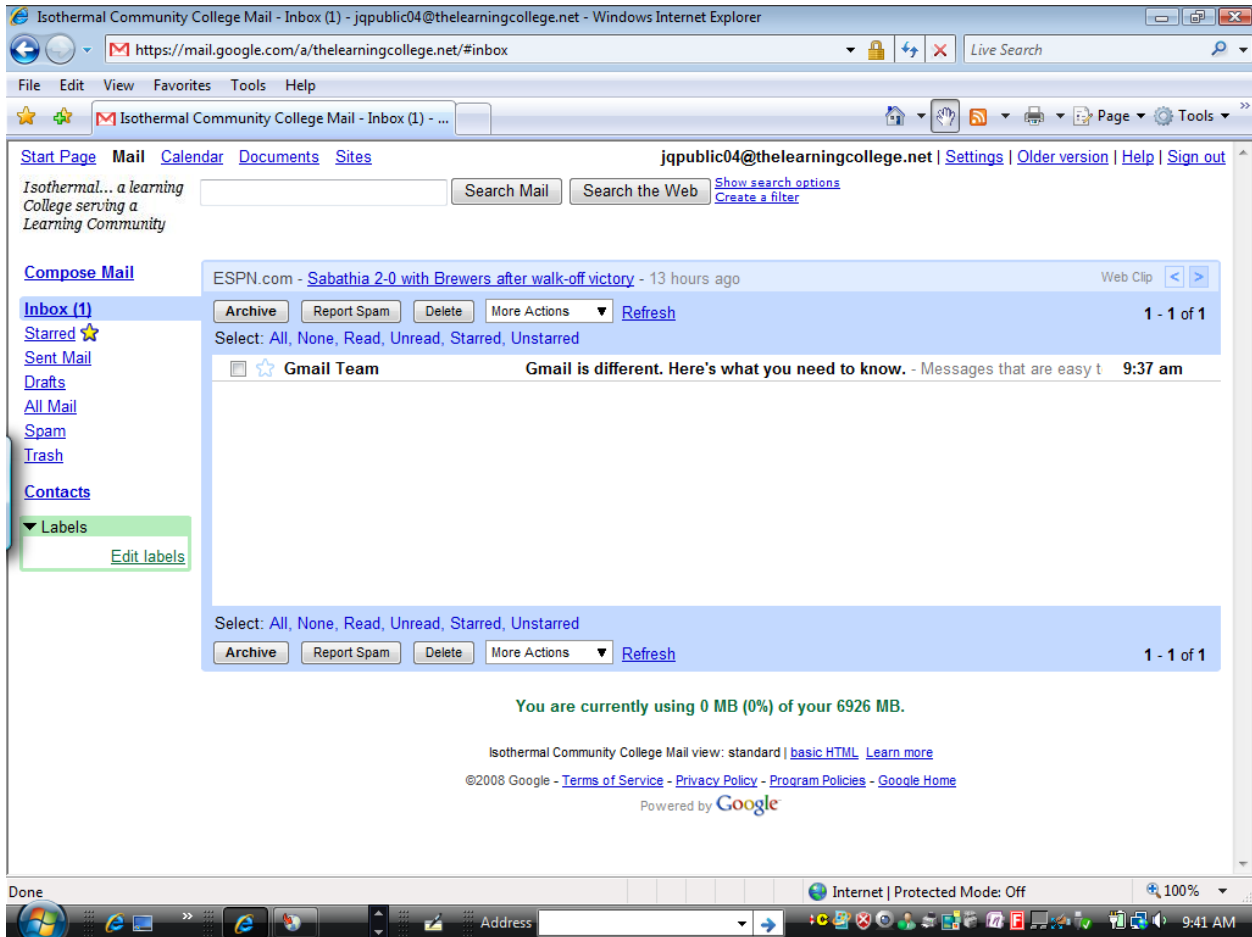 Isothermal Community College Mail - Inbox (1) - jqpublic04@thelearningcollege.net - Windows Internet Explorer
https://mail.google.com/a/thelearningcollege.net/#inbox Live Search
File Edit View Favorites Tools Help
Isothermal Community College Mail - Inbox (1) - ... Page Tools
Start Page Mail Calendar Documents Sites jqpublic04@thelearningcollege.net | Settings | Older version | Help | Sign out
Isothermal... a learning College serving a Learning Community
Search Mail Search the Web Show search options
Create a filter
Compose Mail
ESPN.com - Sabathia 2-0 with Brewers after walk-off victory - 13 hours ago Web Clip < >
Inbox (1)
Starred
Sent Mail
Drafts
All Mail
Spam
Trash
Contacts
Labels
Edit labels
Archive Report Spam Delete More Actions Refresh 1 - 1 of 1
Select: All, None, Read, Unread, Starred, Unstarred
Gmail Team Gmail is different. Here's what you need to know. - Messages that are easy t 9:37 am
Select: All, None, Read, Unread, Starred, Unstarred
Archive Report Spam Delete More Actions Refresh 1 - 1 of 1
You are currently using 0 MB (0%) of your 6926 MB.
Isothermal Community College Mail view: standard | basic HTML Learn more
©2008 Google - Terms of Service - Privacy Policy - Program Policies - Google Home
Powered by Google
Done Internet | Protected Mode: Off 100%
Address 9:41 AM